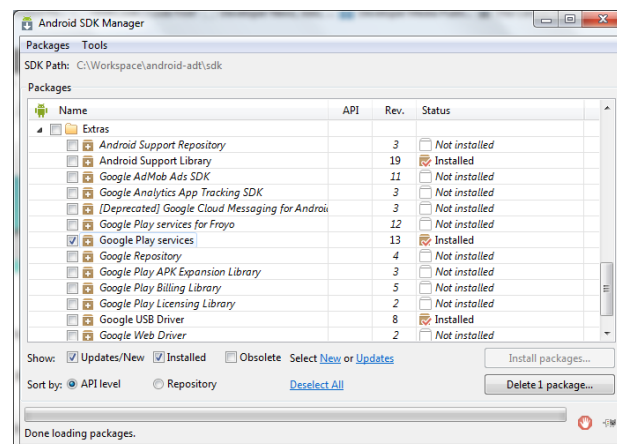 Android SDK Manager
Packages Tools
SDK Path: C:\Workspace\android-adt\sdk
Packages
Name API Rev. Status
Extras
Android Support Repository 3 Not installed
Android Support Library 19 Installed
Google AdMob Ads SDK 11 Not installed
Google Analytics App Tracking SDK 3 Not installed
[Deprecated] Google Cloud Messaging for Androi 3 Not installed
Google Play services for Froyo 12 Not installed
Google Play services 13 Installed
Google Repository 4 Not installed
Google Play APK Expansion Library 3 Not installed
Google Play Billing Library 5 Not installed
Google Play Licensing Library 2 Not installed
Google USB Driver 8 Installed
Google Web Driver 2 Not installed
Show: Updates/New Installed Obsolete Select New or Updates Install packages...
Sort by: API level Repository Deselect All Delete 1 package...
Done loading packages.